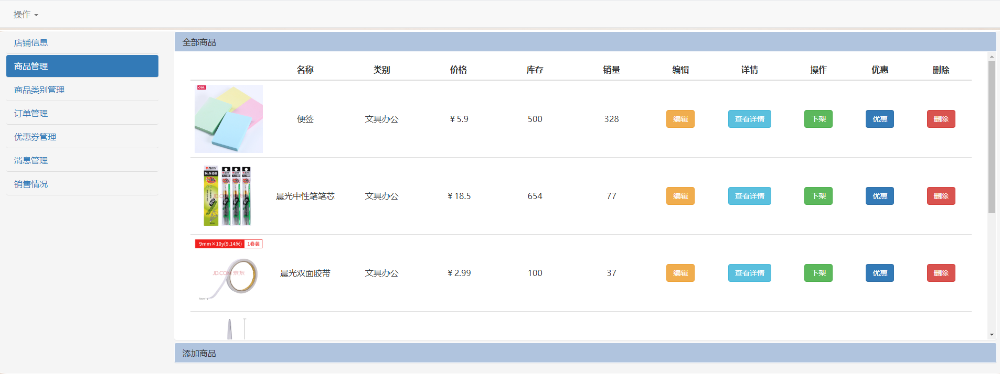 操作
店铺信息
商品管理
商品类别管理
订单管理
优惠券管理
消息管理
销售情况
全部商品
名称 类别 价格 库存 销量 编辑 详情 操作 优惠 删除
deli
便签 文具办公 ￥5.9 500 328 编辑 查看详情 下架 优惠 删除
JD.COM 京东
晨光中性笔笔芯 文具办公 ￥18.5 654 77 编辑 查看详情 下架 优惠 删除
9mm×10y(9.14米) 1卷装
JD.COM 京东
晨光双面胶带 文具办公 ￥2.99 100 37 编辑 查看详情 下架 优惠 删除
添加商品